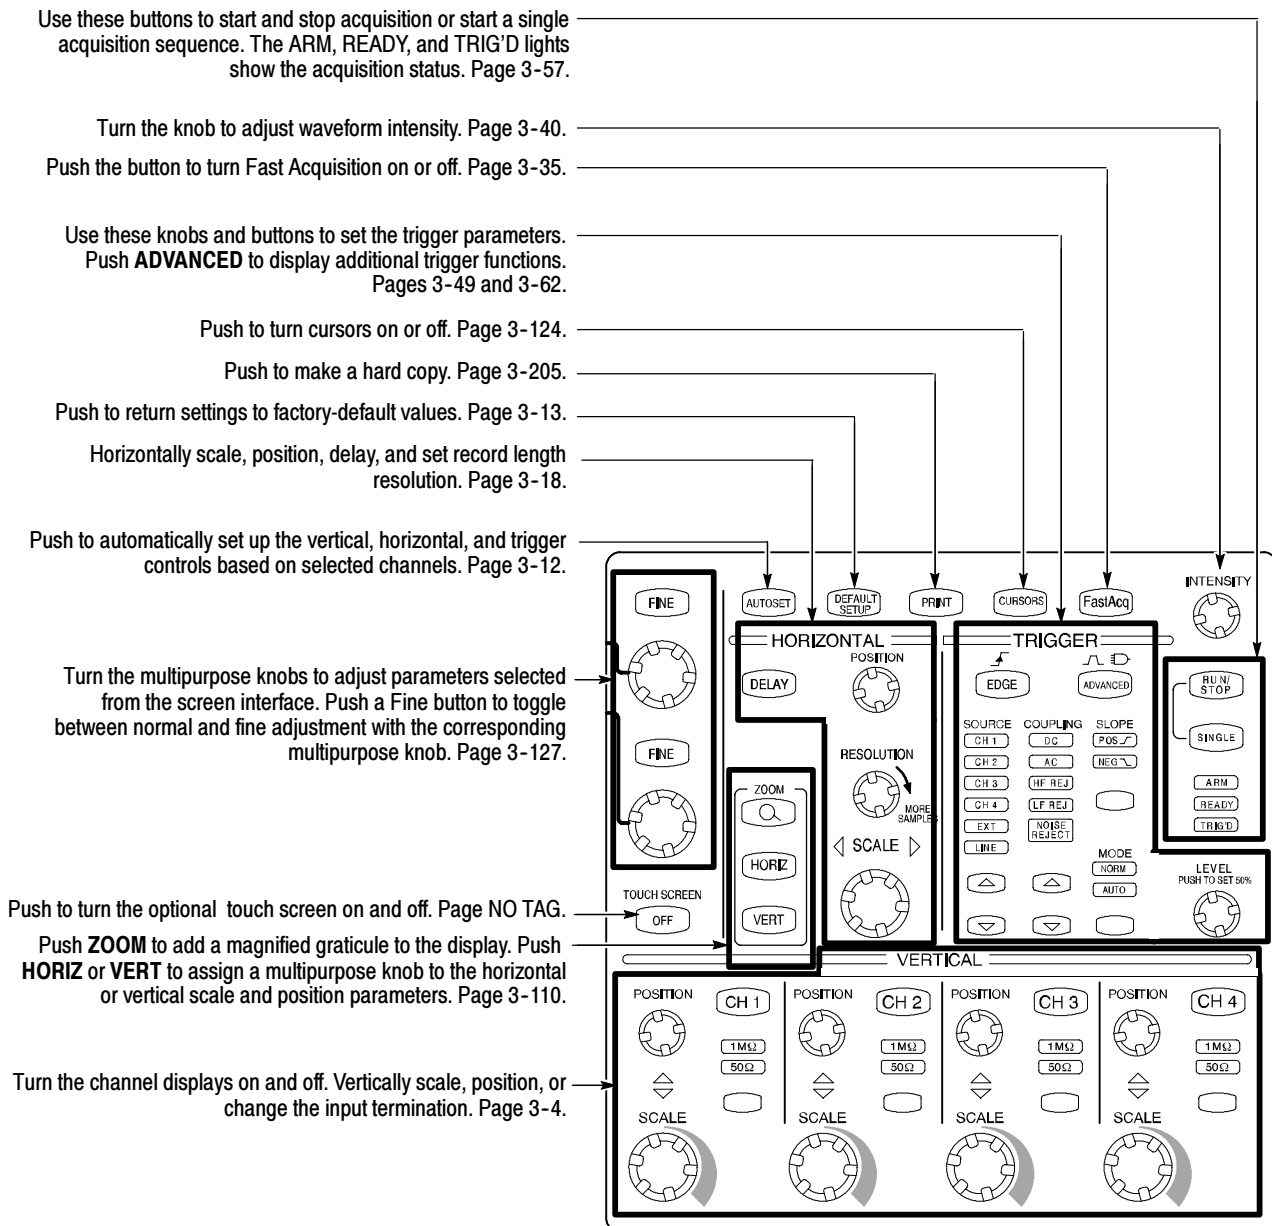 Use these buttons to start and stop acquisition or start a single
acquisition sequence. The ARM, READY, and TRIG’D lights
show the acquisition status. Page 3-57.
Turn the knob to adjust waveform intensity. Page 3-40.
Push the button to turn Fast Acquisition on or off. Page 3-35.
Use these knobs and buttons to set the trigger parameters.
Push ADVANCED to display additional trigger functions.
Pages 3-49 and 3-62.
Push to turn cursors on or off. Page 3-124.
Push to make a hard copy. Page 3-205.
Push to return settings to factory-default values. Page 3-13.
Horizontally scale, position, delay, and set record length
resolution. Page 3-18.
Push to automatically set up the vertical, horizontal, and trigger
controls based on selected channels. Page 3-12.
Turn the multipurpose knobs to adjust parameters selected
from the screen interface. Push a Fine button to toggle
between normal and fine adjustment with the corresponding
multipurpose knob. Page 3-127.
Push to turn the optional touch screen on and off. Page NO TAG.
Push ZOOM to add a magnified graticule to the display. Push
HORIZ or VERT to assign a multipurpose knob to the horizontal
or vertical scale and position parameters. Page 3-110.
Turn the channel displays on and off. Vertically scale, position, or
change the input termination. Page 3-4.
FINE
FINE
TOUCH SCREEN
OFF
AUTOSET
DEFAULT
SETUP
PRINT
CURSORS
FastAcq
INTENSITY
HORIZONTAL
POSITION
DELAY
RESOLUTION
MORE
SAMPLES
SCALE
ZOOM
HORIZ
VERT
TRIGGER
EDGE
ADVANCED
SOURCE
CH 1
CH 2
CH 3
CH 4
EXT
LINE
COUPLING
DC
AC
HF REJ
LF REJ
NOISE
REJECT
SLOPE
POS
NEG
MODE
NORM
AUTO
RUN/
STOP
SINGLE
ARM
READY
TRIG'D
LEVEL
PUSH TO SET 50%
VERTICAL
POSITION
CH 1
1MΩ
50Ω
SCALE
POSITION
CH 2
1MΩ
50Ω
SCALE
POSITION
CH 3
1MΩ
50Ω
SCALE
POSITION
CH 4
1MΩ
50Ω
SCALE